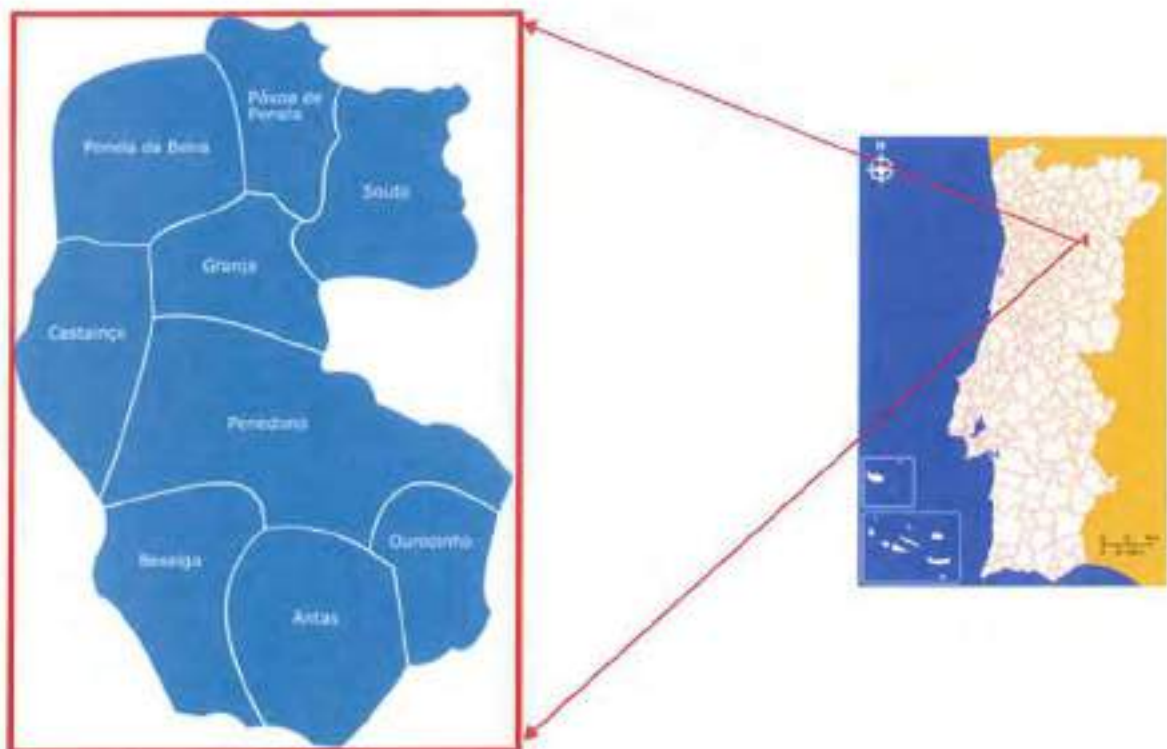 Póvoa de
Penela
Penela da Beira
Souto
Granja
Castainço
Penedono
Beselga
Ourozinho
Antas
N